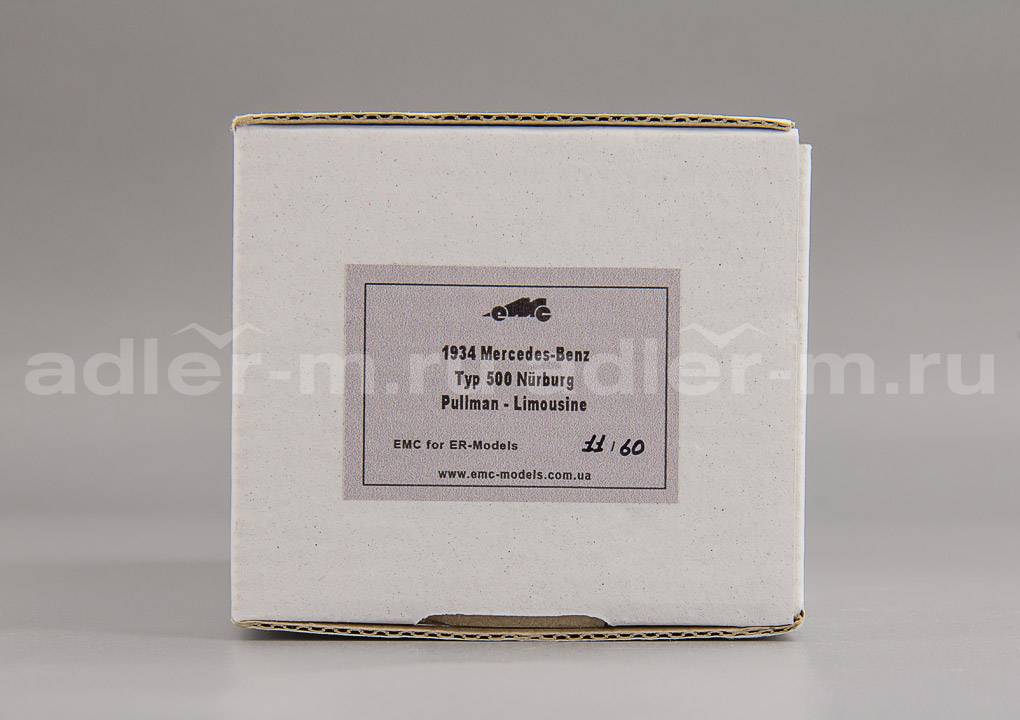 emc
1934 Mercedes-Benz
Typ 500 Nürburg
Pullman - Limousine
EMC for ER-Models 11/60
www.emc-models.com.ua
adler-m.ru adler-m.ru